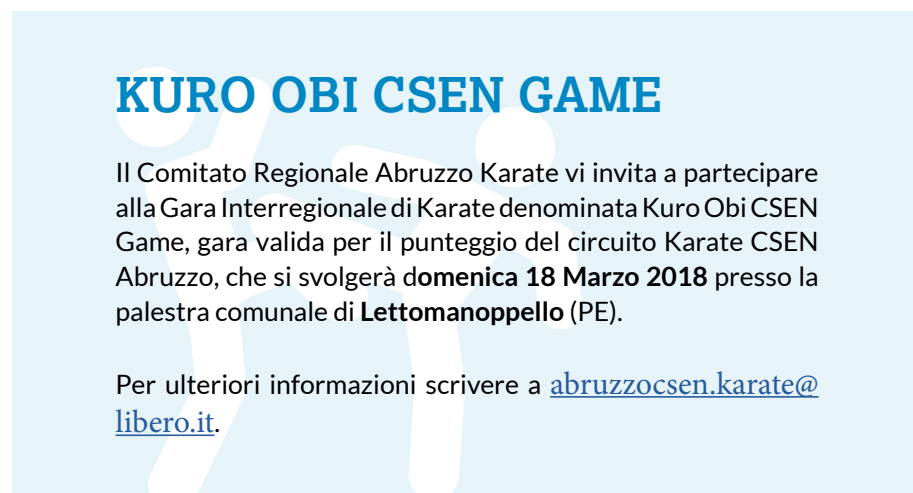 KURO OBI CSEN GAME
Il Comitato Regionale Abruzzo Karate vi invita a partecipare
alla Gara Interregionale di Karate denominata Kuro Obi CSEN
Game, gara valida per il punteggio del circuito Karate CSEN
Abruzzo, che si svolgerà domenica 18 Marzo 2018 presso la
palestra comunale di Lettomanoppello (PE).
Per ulteriori informazioni scrivere a abruzzocsen.karate@
libero.it.